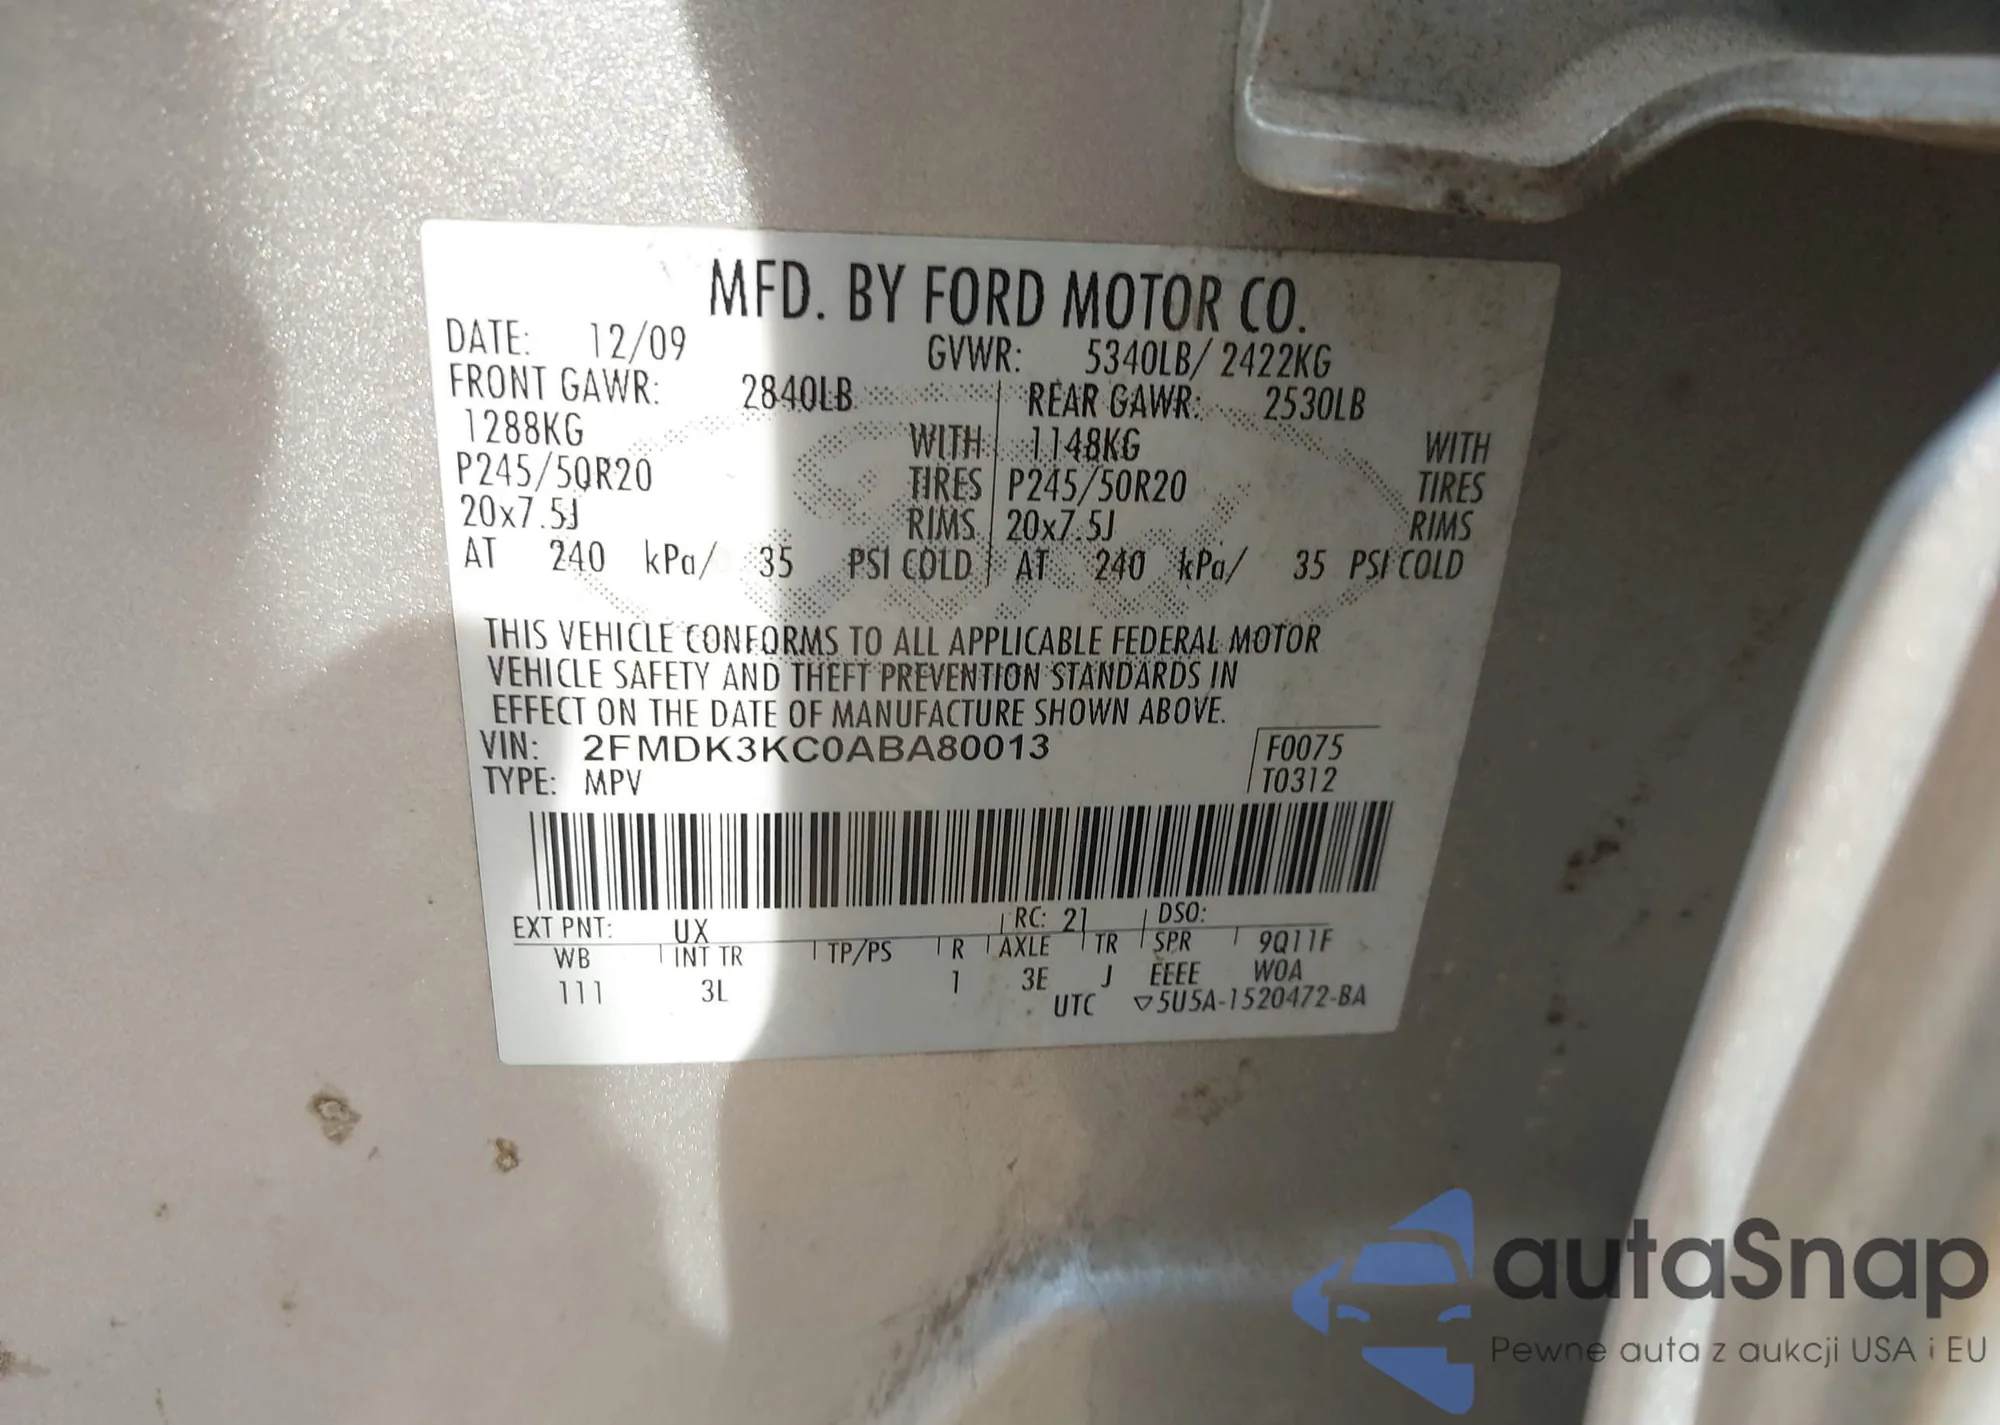 MFD. BY FORD MOTOR CO.
DATE: 12/09 GVWR: 5340LB/ 2422KG
FRONT GAWR: 2840LB REAR GAWR: 2530LB
1288KG WITH 1148KG WITH
P245/50R20 TIRES P245/50R20 TIRES
20x7.5J RIMS 20x7.5J RIMS
AT 240 kPa/ 35 PSI COLD AT 240 kPa/ 35 PSI COLD
THIS VEHICLE CONFORMS TO ALL APPLICABLE FEDERAL MOTOR
VEHICLE SAFETY AND THEFT PREVENTION STANDARDS IN
EFFECT ON THE DATE OF MANUFACTURE SHOWN ABOVE.
VIN: 2FMDK3KC0ABA80013 F0075
TYPE: MPV T0312
EXT PNT: UX RC: 21 DSO:
WB INT TR TP/PS R AXLE TR SPR 9Q11F
111 3L 1 3E J EEEE W0A
UTC ▽5U5A-1520472-BA
autaSnap
Pewne auta z aukcji USA i EU